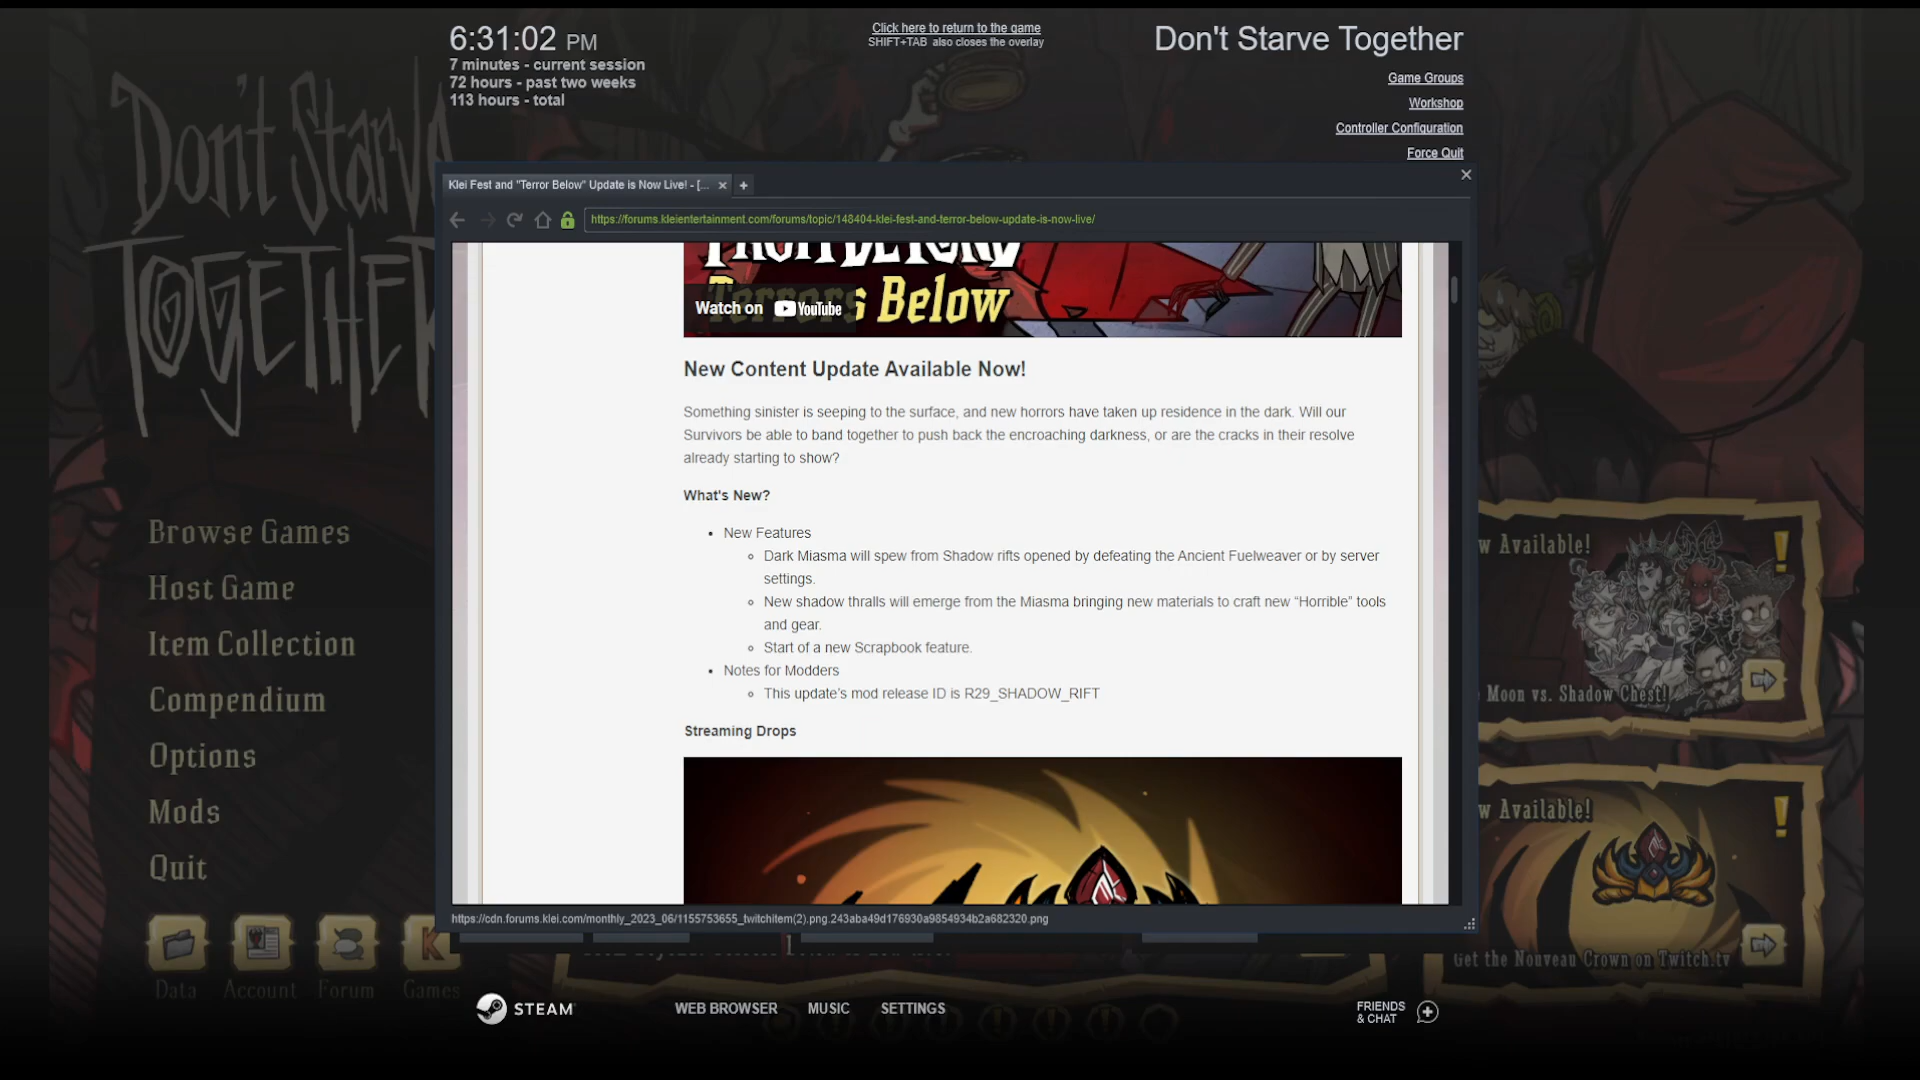 6:31:02 PM
7 minutes - current session
72 hours - past two weeks
113 hours - total
Click here to return to the game
SHIFT+TAB also closes the overlay
Don't Starve Together
Game Groups
Workshop
Controller Configuration
Force Quit
Don't Starve
Together
Klei Fest and "Terror Below" Update is Now Live! - [...
https://forums.kleientertainment.com/forums/topic/148404-klei-fest-and-terror-below-update-is-now-live/
Watch on YouTube
Below
New Content Update Available Now!
Something sinister is seeping to the surface, and new horrors have taken up residence in the dark. Will our
Survivors be able to band together to push back the encroaching darkness, or are the cracks in their resolve
already starting to show?
What's New?
• New Features
◦ Dark Miasma will spew from Shadow rifts opened by defeating the Ancient Fuelweaver or by server
settings.
◦ New shadow thralls will emerge from the Miasma bringing new materials to craft new “Horrible” tools
and gear.
◦ Start of a new Scrapbook feature.
• Notes for Modders
◦ This update's mod release ID is R29_SHADOW_RIFT
Streaming Drops
https://cdn.forums.klei.com/monthly_2023_06/1155753655_twitchitem(2).png.243aba49d176930a9854934b2a682320.png
Browse Games
Host Game
Item Collection
Compendium
Options
Mods
Quit
Data
Account
Forum
Games
w Available!
Moon vs. Shadow Chest!
w Available!
Get the Nouveau Crown on Twitch.tv
STEAM
WEB BROWSER
MUSIC
SETTINGS
FRIENDS
& CHAT